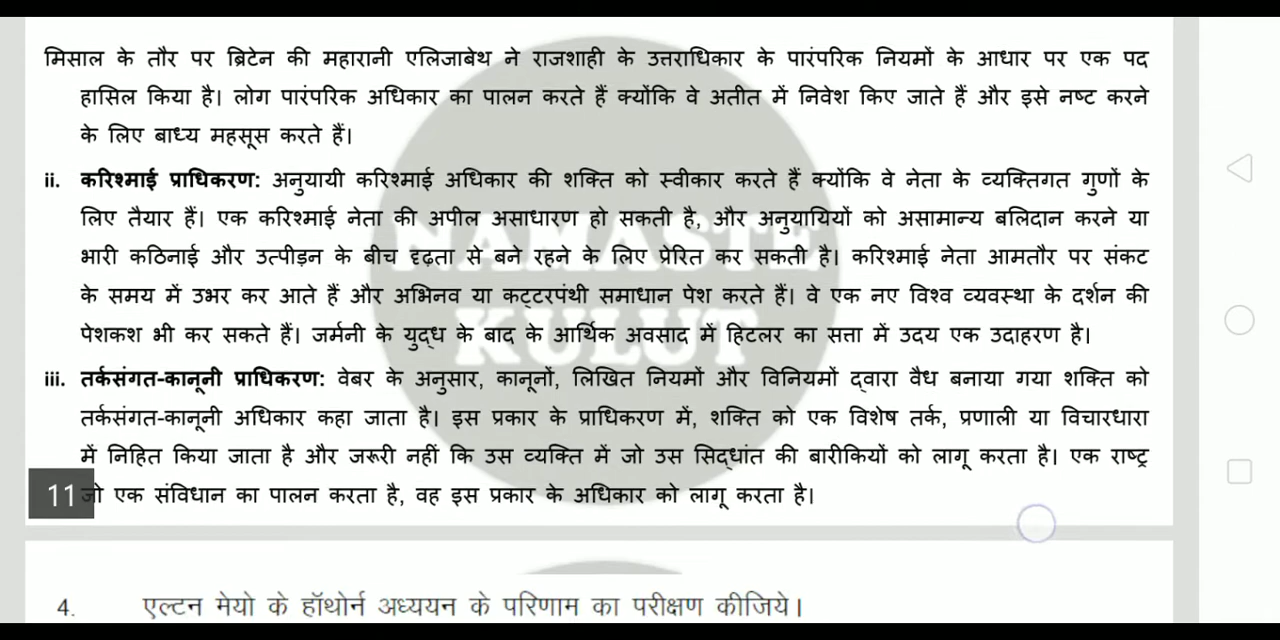 मिसाल के तौर पर ब्रिटेन की महारानी एलिजाबेथ ने राजशाही के उत्तराधिकार के पारंपरिक नियमों के आधार पर एक पद
हासिल किया है। लोग पारंपरिक अधिकार का पालन करते हैं क्योंकि वे अतीत में निवेश किए जाते हैं और इसे नष्ट करने
के लिए बाध्य महसूस करते हैं।
ii. करिश्माई प्राधिकरण: अनुयायी करिश्माई अधिकार की शक्ति को स्वीकार करते हैं क्योंकि वे नेता के व्यक्तिगत गुणों के
लिए तैयार हैं। एक करिश्माई नेता की अपील असाधारण हो सकती है, और अनुयायियों को असामान्य बलिदान करने या
भारी कठिनाई और उत्पीड़न के बीच दृढ़ता से बने रहने के लिए प्रेरित कर सकती है। करिश्माई नेता आमतौर पर संकट
के समय में उभर कर आते हैं और अभिनव या कट्टरपंथी समाधान पेश करते हैं। वे एक नए विश्व व्यवस्था के दर्शन की
पेशकश भी कर सकते हैं। जर्मनी के युद्ध के बाद के आर्थिक अवसाद में हिटलर का सत्ता में उदय एक उदाहरण है।
iii. तर्कसंगत-कानूनी प्राधिकरण: वेबर के अनुसार, कानूनों, लिखित नियमों और विनियमों द्वारा वैध बनाया गया शक्ति को
तर्कसंगत-कानूनी अधिकार कहा जाता है। इस प्रकार के प्राधिकरण में, शक्ति को एक विशेष तर्क, प्रणाली या विचारधारा
में निहित किया जाता है और जरूरी नहीं कि उस व्यक्ति में जो उस सिद्धांत की बारीकियों को लागू करता है। एक राष्ट्र
11 जो एक संविधान का पालन करता है, वह इस प्रकार के अधिकार को लागू करता है।
NAMASTE
KULUT
4. एल्टन मेयो के हॉथोर्न अध्ययन के परिणाम का परीक्षण कीजिये।